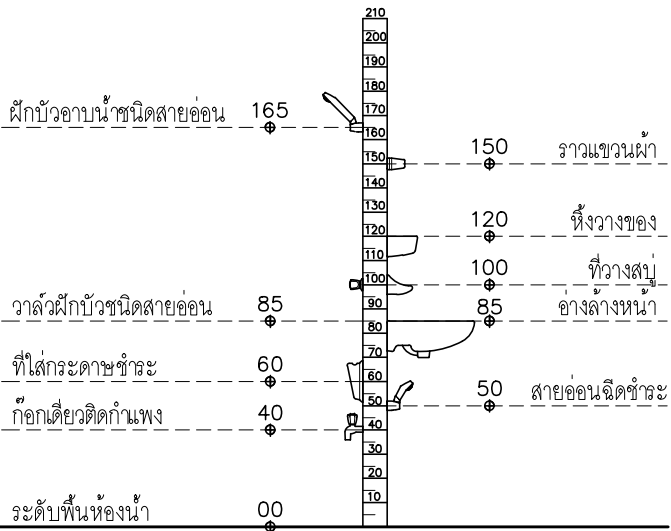 210
200
190
180
ฝักบัวอาบน้ำชนิดสายอ่อน 165
170
160
150 ราวแขวนผ้า
150
140
130
120 หิ้งวางของ
120
110
100 ที่วางสบู่
100
วาล์วฝักบัวชนิดสายอ่อน 85
90
85 อ่างล้างหน้า
80
70
ที่ใส่กระดาษชำระ 60
60
50 สายอ่อนฉีดชำระ
50
ก๊อกเดี่ยวติดกำแพง 40
40
30
20
10
ระดับพื้นห้องน้ำ 00